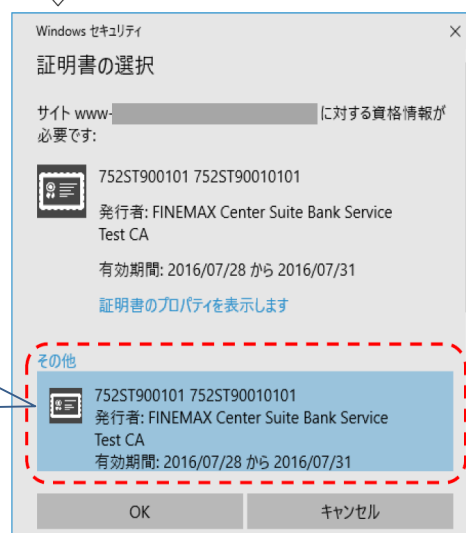 Windows セキュリティ
証明書の選択
サイト www- に対する資格情報が
必要です:
752ST900101 752ST90010101
発行者: FINEMAX Center Suite Bank Service
Test CA
有効期間: 2016/07/28 から 2016/07/31
証明書のプロパティを表示します
その他
752ST900101 752ST90010101
発行者: FINEMAX Center Suite Bank Service
Test CA
有効期間: 2016/07/28 から 2016/07/31
OK キャンセル